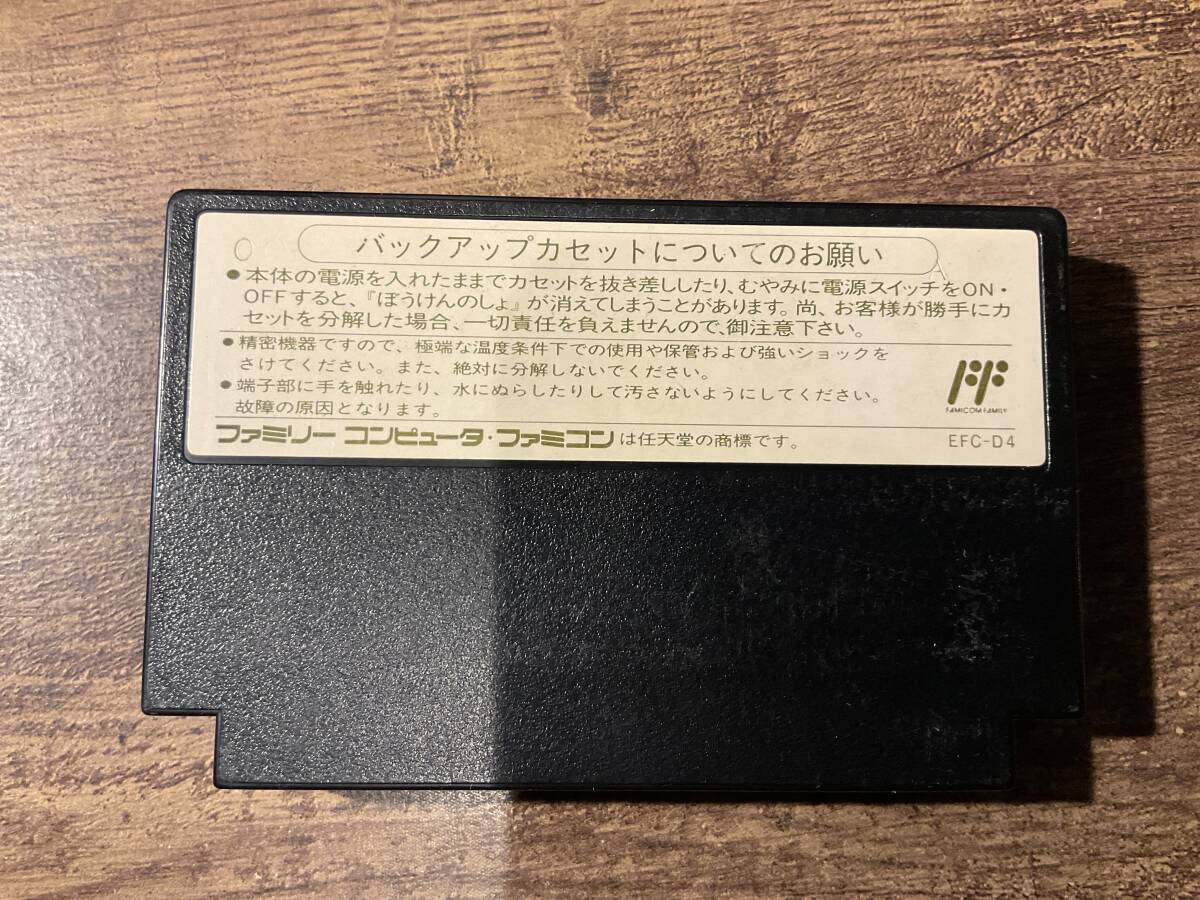 バックアップカセットについてのお願い
●本体の電源を入れたままでカセットを抜き差ししたり、むやみに電源スイッチをON・
OFFすると、『ぼうけんのしょ』が消えてしまうことがあります。尚、お客様が勝手にカ
セットを分解した場合、一切責任を負えませんので、御注意下さい。
●精密機器ですので、極端な温度条件下での使用や保管および強いショックを
さけてください。また、絶対に分解しないでください。
●端子部に手を触れたり、水にぬらしたりして汚さないようにしてください。
故障の原因となります。
FF
FAMICOM FAMILY
ファミリー コンピュータ・ファミコンは任天堂の商標です。
EFC-D4